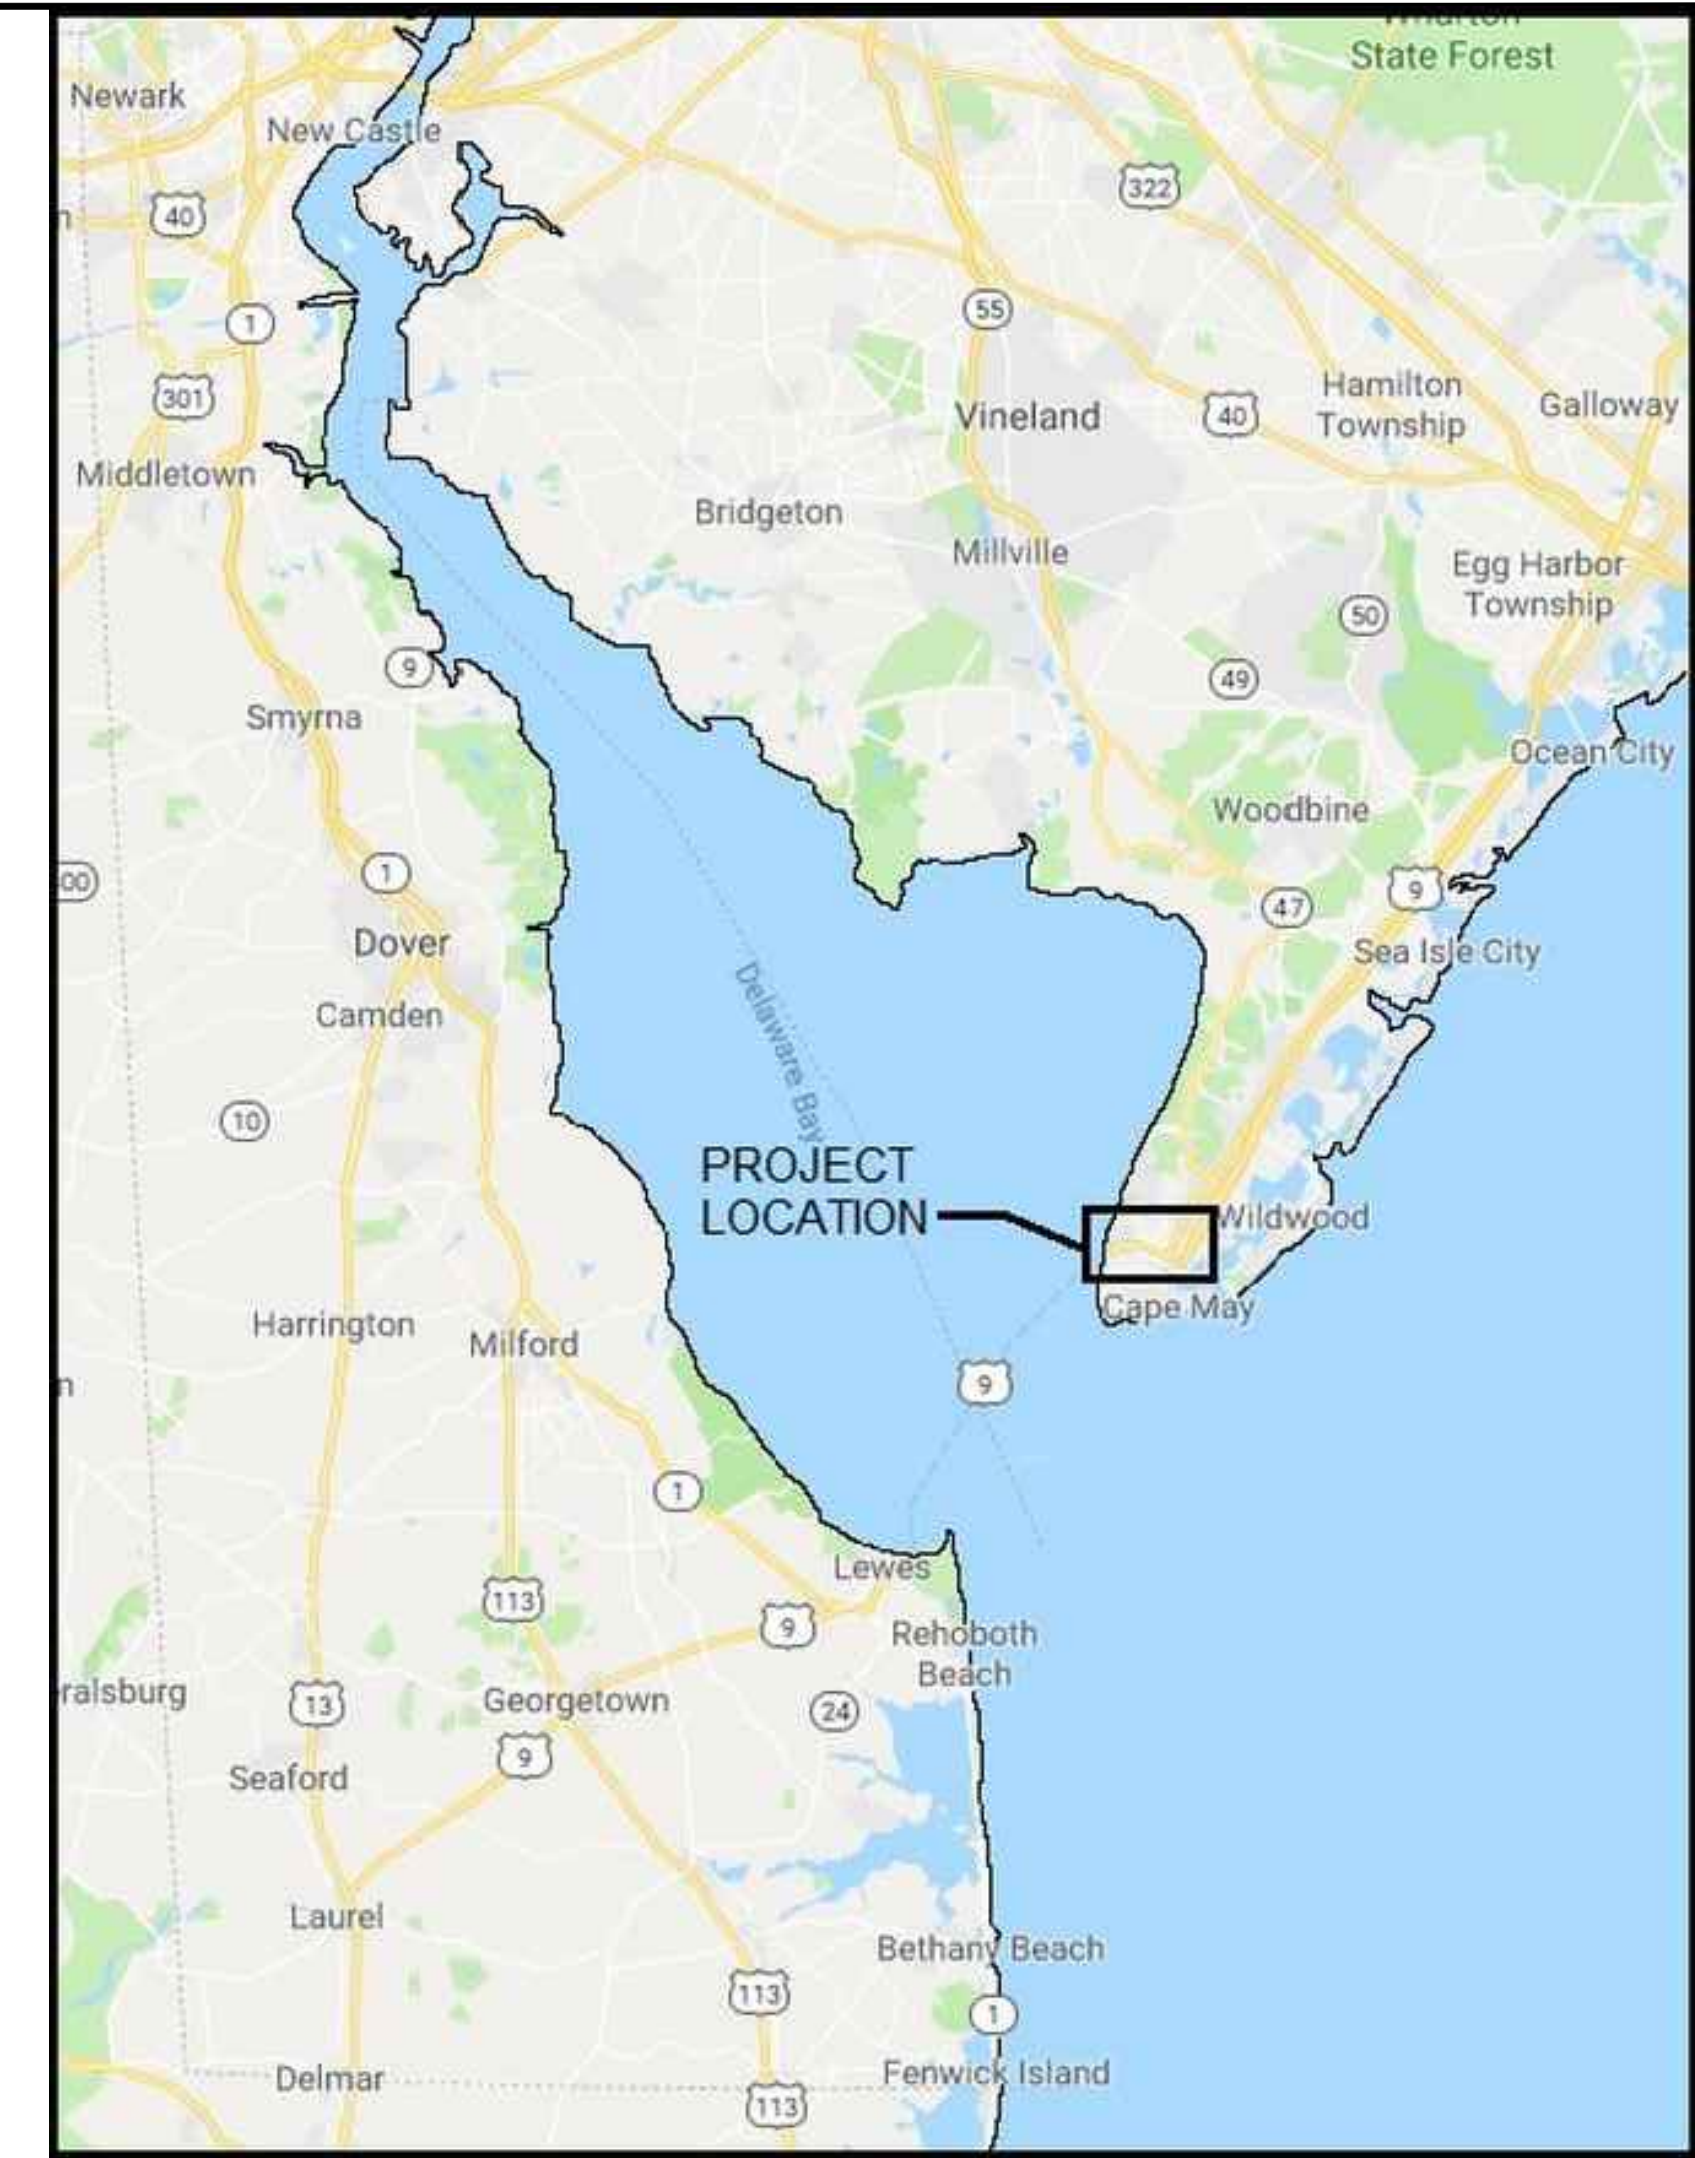 Wharton
State Forest
Newark
New Castle
322
40
55
1
301
Hamilton
Township
Galloway
Vineland
40
Middletown
Bridgeton
Millville
Egg Harbor
Township
50
9
49
Smyrna
Ocean City
Woodbine
1
9
47
Dover
Sea Isle City
Camden
Delaware Bay
10
PROJECT
LOCATION
Wildwood
Cape May
Harrington
Milford
9
1
Lewes
113
9
Rehoboth
Beach
ralsburg
13
Georgetown
24
9
Seaford
Laurel
Bethany Beach
113
1
Delmar
Fenwick Island
113